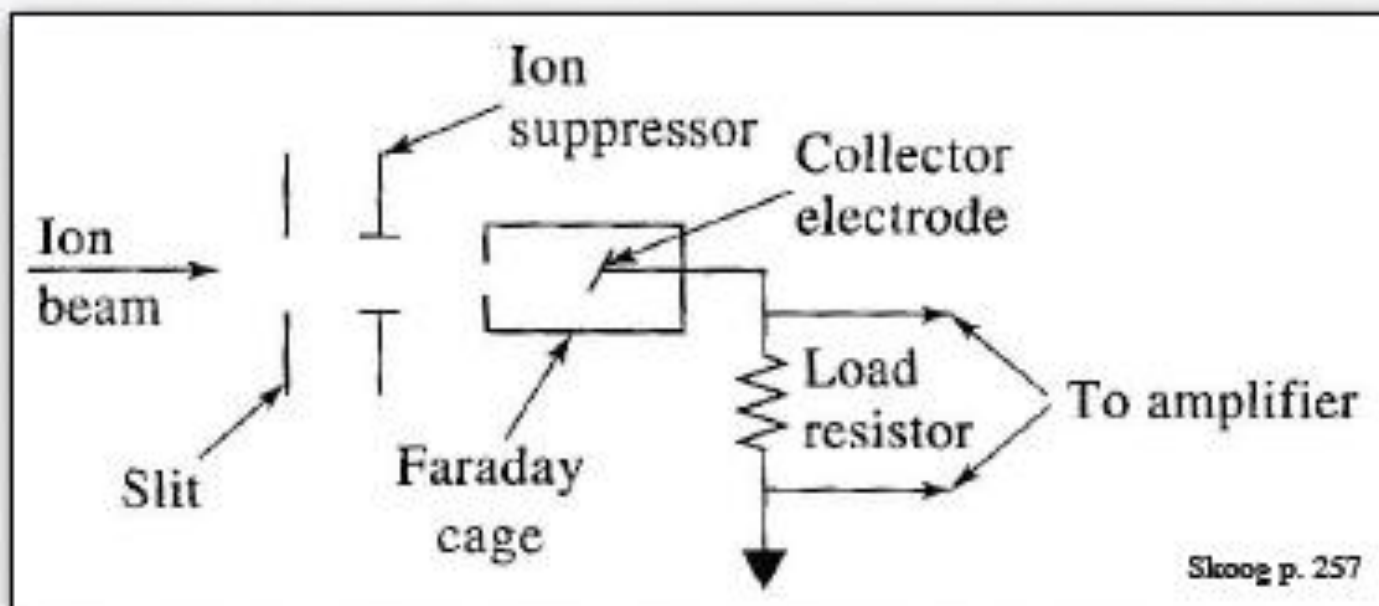 Ion
suppressor
Collector
electrode
Ion
beam
Load
resistor
To amplifier
Faraday
cage
Slit
Skoog p. 257